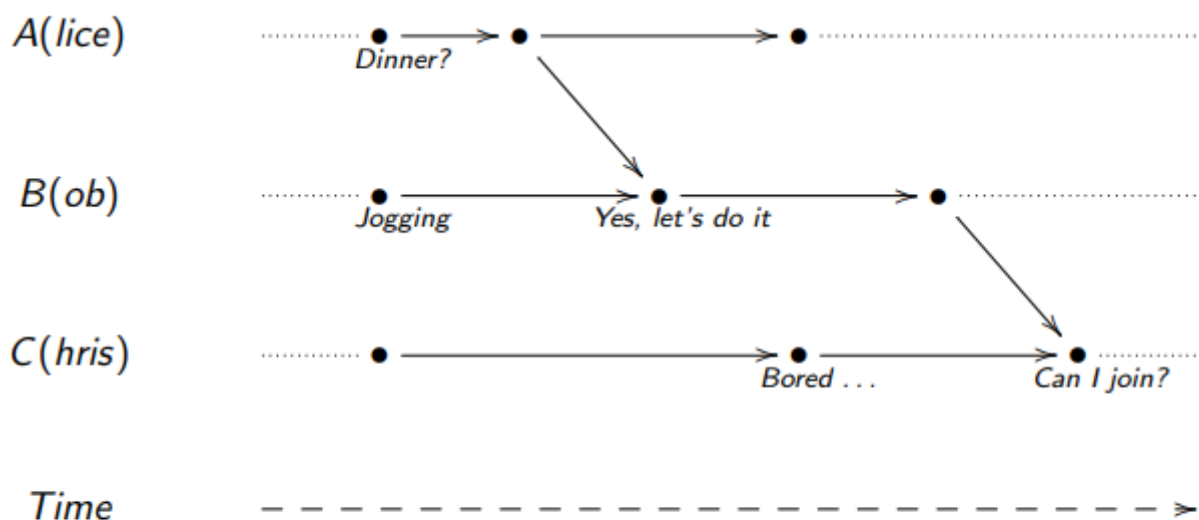 A(lice)
Dinner?
B(ob)
Jogging
Yes, let's do it
C(hris)
Bored ...
Can I join?
Time